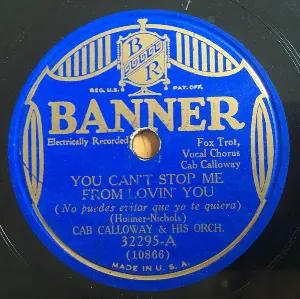 B
R
REG. U.S. PAT. OFF.
BANNER
Electrically Recorded
Fox Trot,
Vocal Chorus
Cab Calloway
YOU CAN'T STOP ME
FROM LOVIN' YOU
(No puedes evitar que yo te quiera)
(Holiner-Nichols)
CAB CALLOWAY & HIS ORCH.
32295-A
(10866)
MADE IN U.S.A.